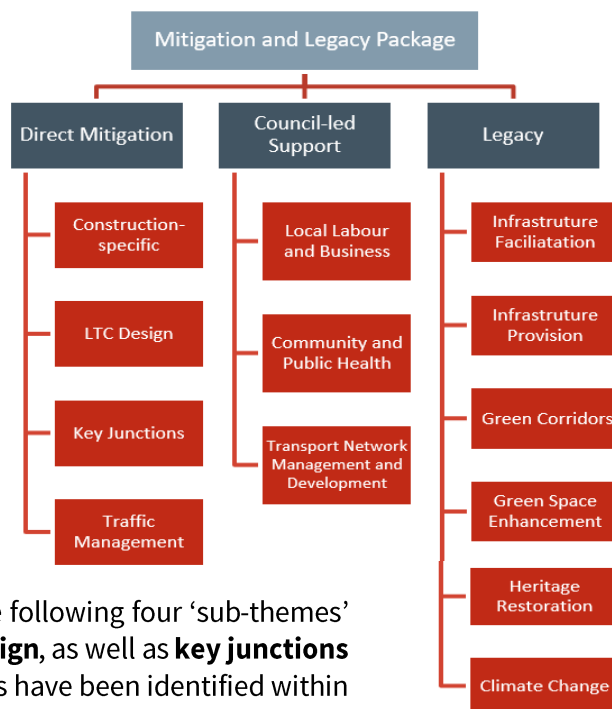 Mitigation and Legacy Package
Direct Mitigation
Construction-
specific
LTC Design
Key Junctions
Traffic
Management
Council-led
Support
Local Labour
and Business
Community and
Public Health
Transport Network
Management and
Development
Legacy
Infrastruture
Faciliatation
Infrastruture
Provision
Green Corridors
Green Space
Enhancement
Heritage
Restoration
Climate Change
following four ‘sub-themes’
, as well as key junctions
have been identified within